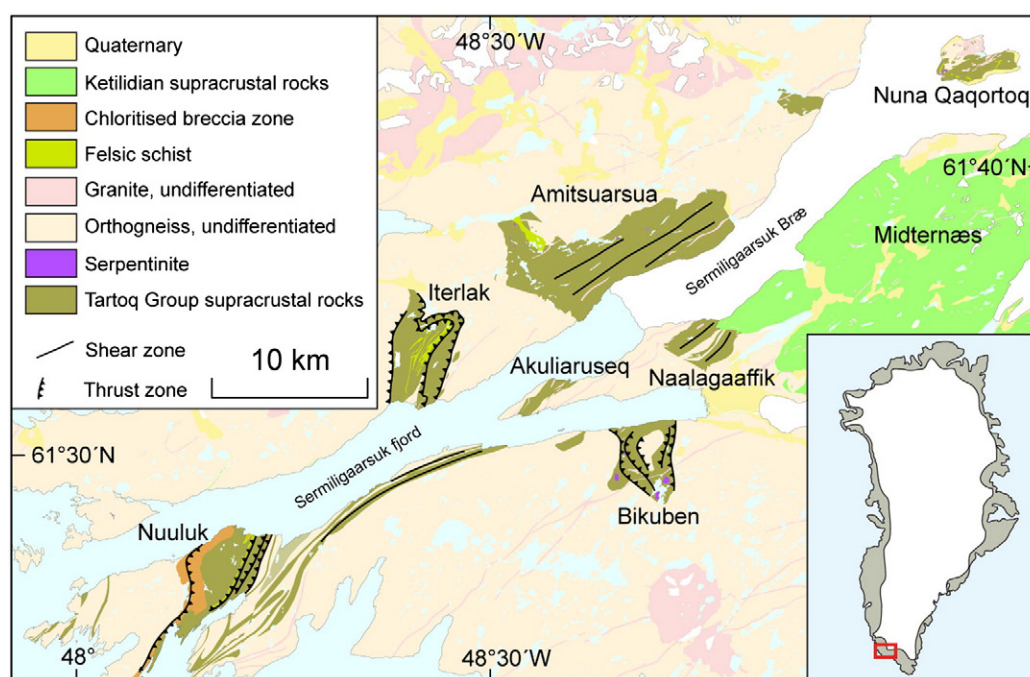 Quaternary
Ketilidian supracrustal rocks
Chloritised breccia zone
Felsic schist
Granite, undifferentiated
Orthogneiss, undifferentiated
Serpentinite
Tartoq Group supracrustal rocks
Shear zone
Thrust zone
10 km
48°30´W
Nuna Qaqortoq
61°40´N
Amitsuarsua
Midternæs
Sermiligaarsuk Bræ
Iterlak
Akuliaruseq
Naalagaaffik
61°30´N
Sermiligaarsuk fjord
Bikuben
Nuuluk
48°
48°30´W